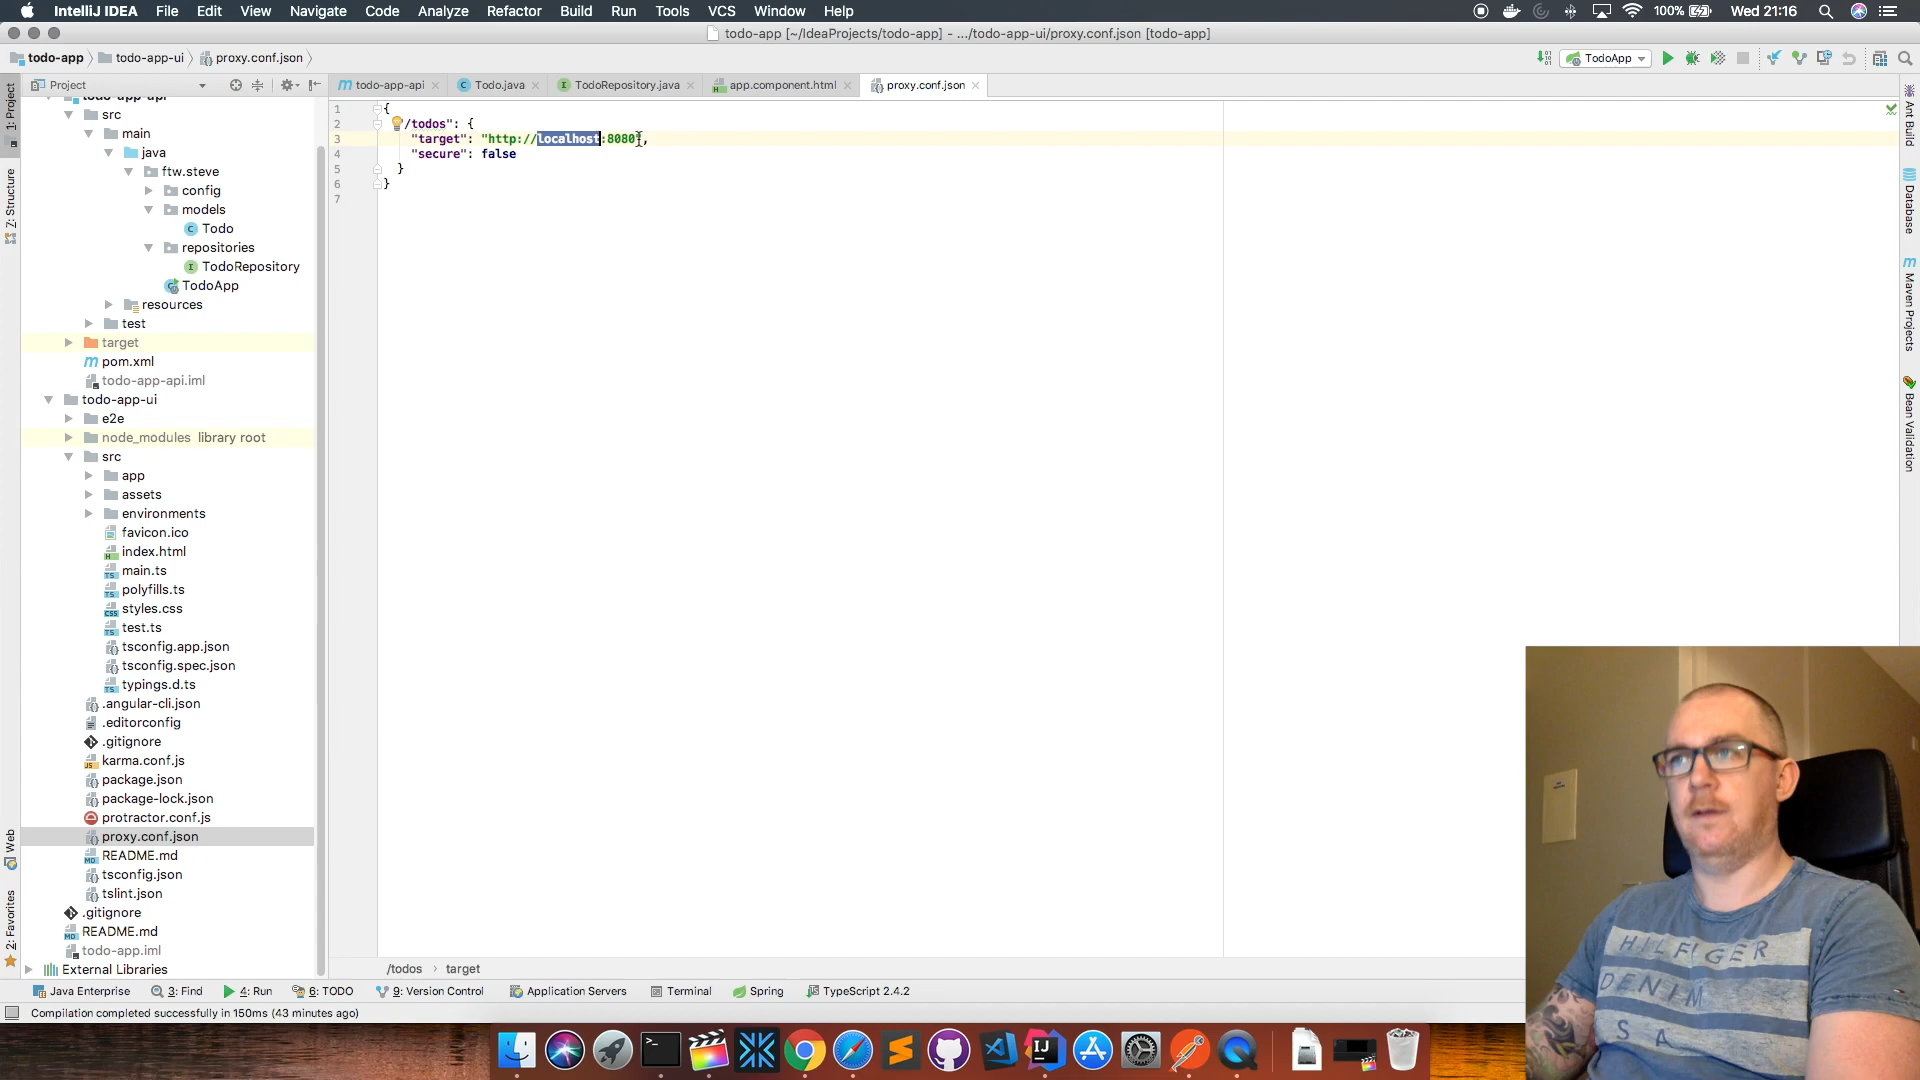 IntelliJ IDEA File Edit View Navigate Code Analyze Refactor Build Run Tools VCS Window Help 100% Wed 21:16
todo-app [~/IdeaProjects/todo-app] - .../todo-app-ui/proxy.conf.json [todo-app]
todo-app todo-app-ui proxy.conf.json TodoApp
Project todo-app-api Todo.java TodoRepository.java app.component.html proxy.conf.json
todo-app-api
src
main
java
ftw.steve
config
models
Todo
repositories
TodoRepository
TodoApp
resources
test
target
pom.xml
todo-app-api.iml
todo-app-ui
e2e
node_modules library root
src
app
assets
environments
favicon.ico
index.html
main.ts
polyfills.ts
styles.css
test.ts
tsconfig.app.json
tsconfig.spec.json
typings.d.ts
.angular-cli.json
.editorconfig
.gitignore
karma.conf.js
package.json
package-lock.json
protractor.conf.js
proxy.conf.json
README.md
tsconfig.json
tslint.json
.gitignore
README.md
todo-app.iml
External Libraries
1 {
2 /todos": {
3 "target": "http://localhost:8080",
4 "secure": false
5 }
6 }
7
/todos › target
1: Project
Z: Structure
Web
2: Favorites
Ant Build
Database
Maven Projects
Bean Validation
Java Enterprise 3: Find 4: Run 6: TODO 9: Version Control Application Servers Terminal Spring TypeScript 2.4.2
Compilation completed successfully in 150ms (43 minutes ago)
HILFIGER
DENIM
S A